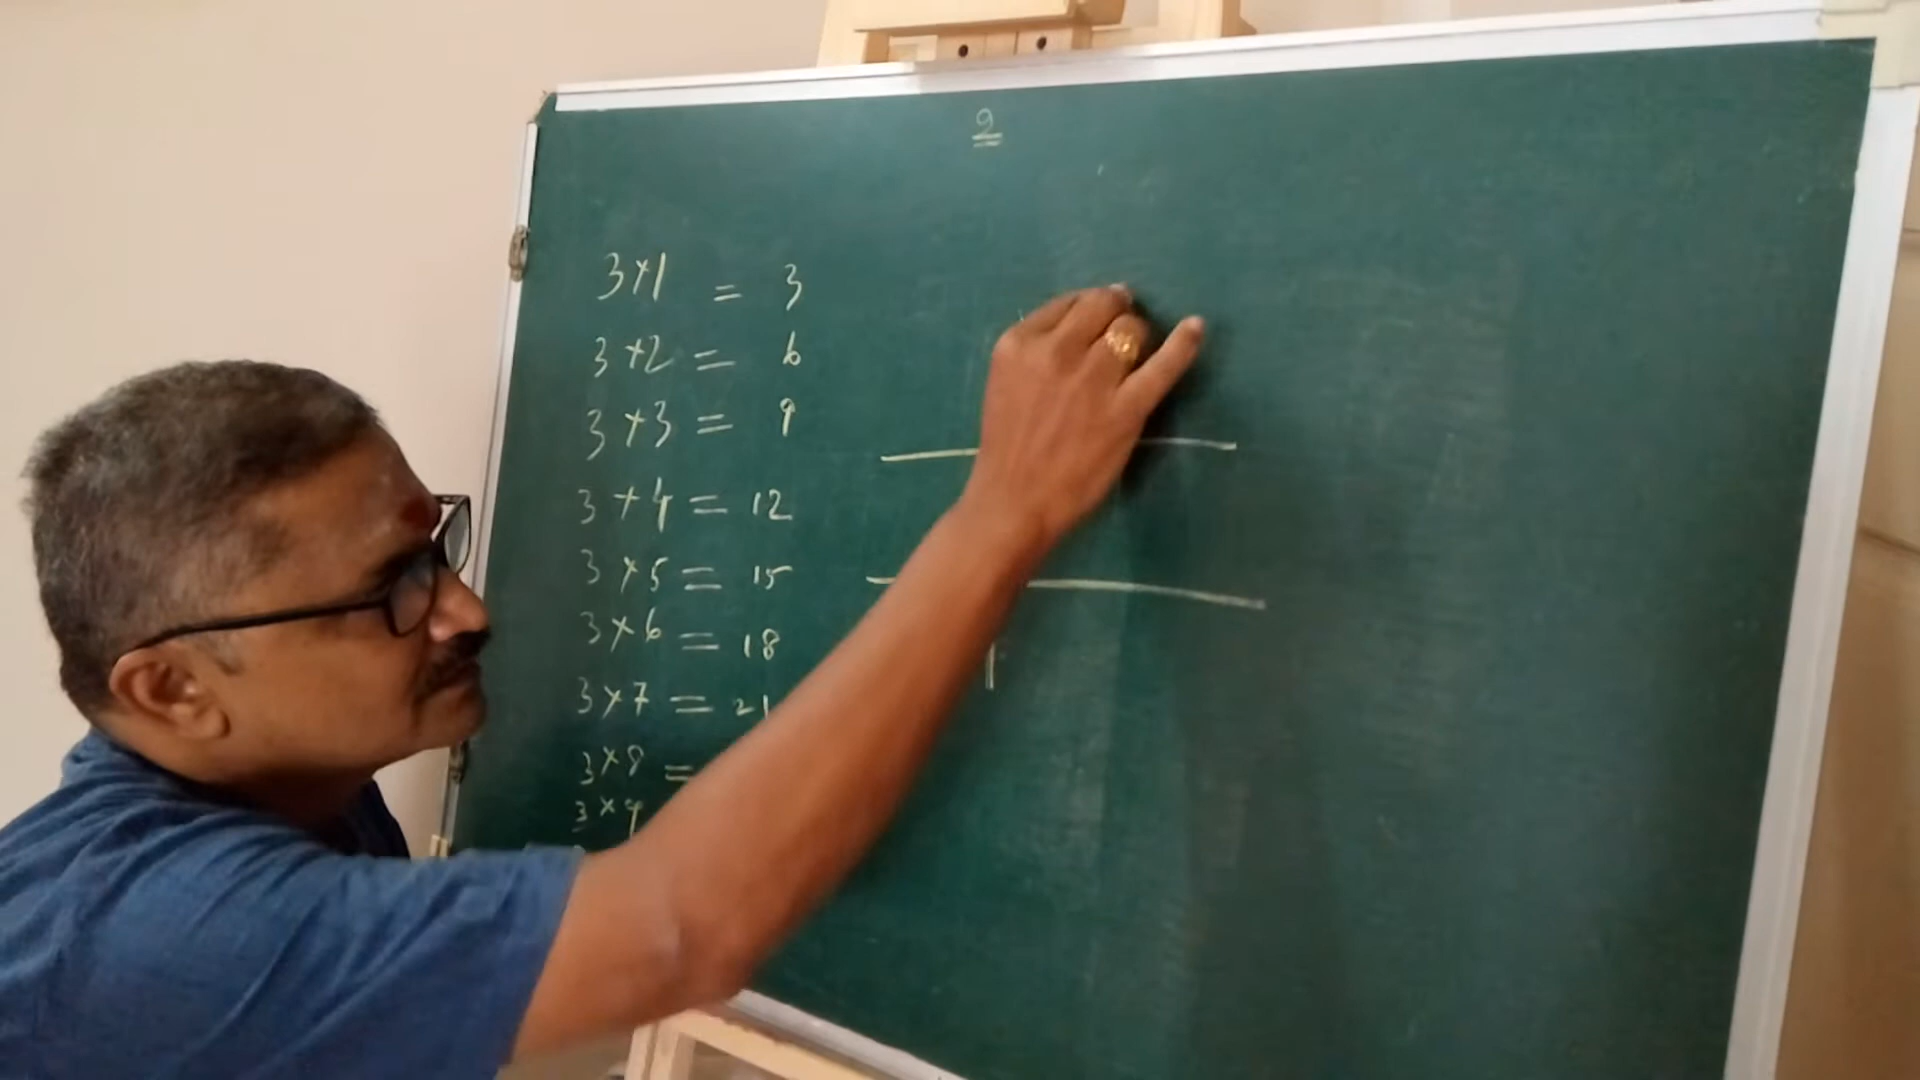 2
3×1 = 3
3×2 = 6
3×3 = 9
3×4 = 12
3×5 = 15
3×6 = 18
3×7 = 21
3×8 =
3×9